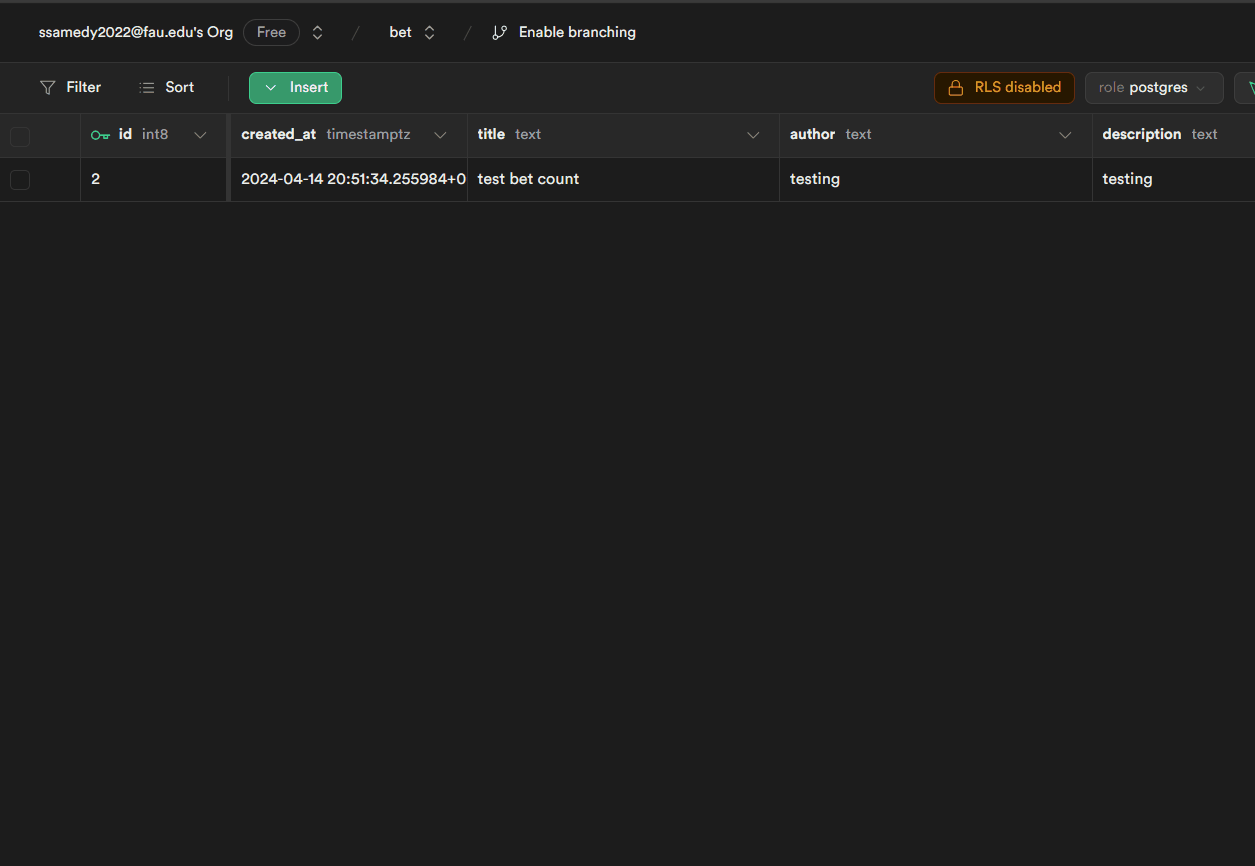 ssamedy2022@fau.edu's Org Free / bet / Enable branching
Filter Sort Insert RLS disabled role postgres
id int8 created_at timestamptz title text author text description text
2 2024-04-14 20:51:34.255984+0 test bet count testing testing